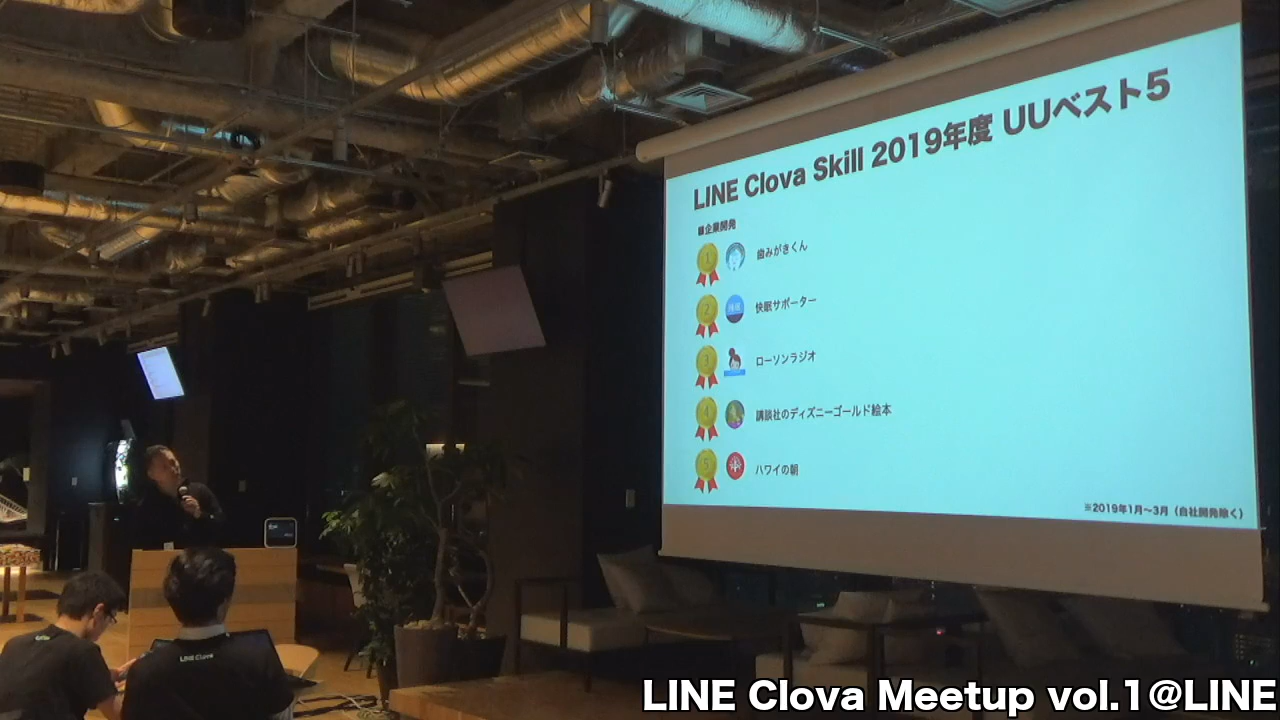 LINE Clova Skill 2019年度 UUベスト5
■企業開発
1 歯みがきくん
2 快眠サポーター
3 ローソンラジオ
4 講談社のディズニーゴールド絵本
5 ハワイの朝
※2019年1月〜3月（自社開発除く）
LINE Clova
LINE Clova Meetup vol.1@LINE